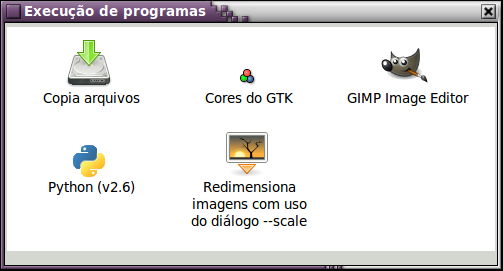 Execução de programas
Copia arquivos
Cores do GTK
GIMP Image Editor
Python (v2.6)
Redimensiona
imagens com uso
do diálogo --scale